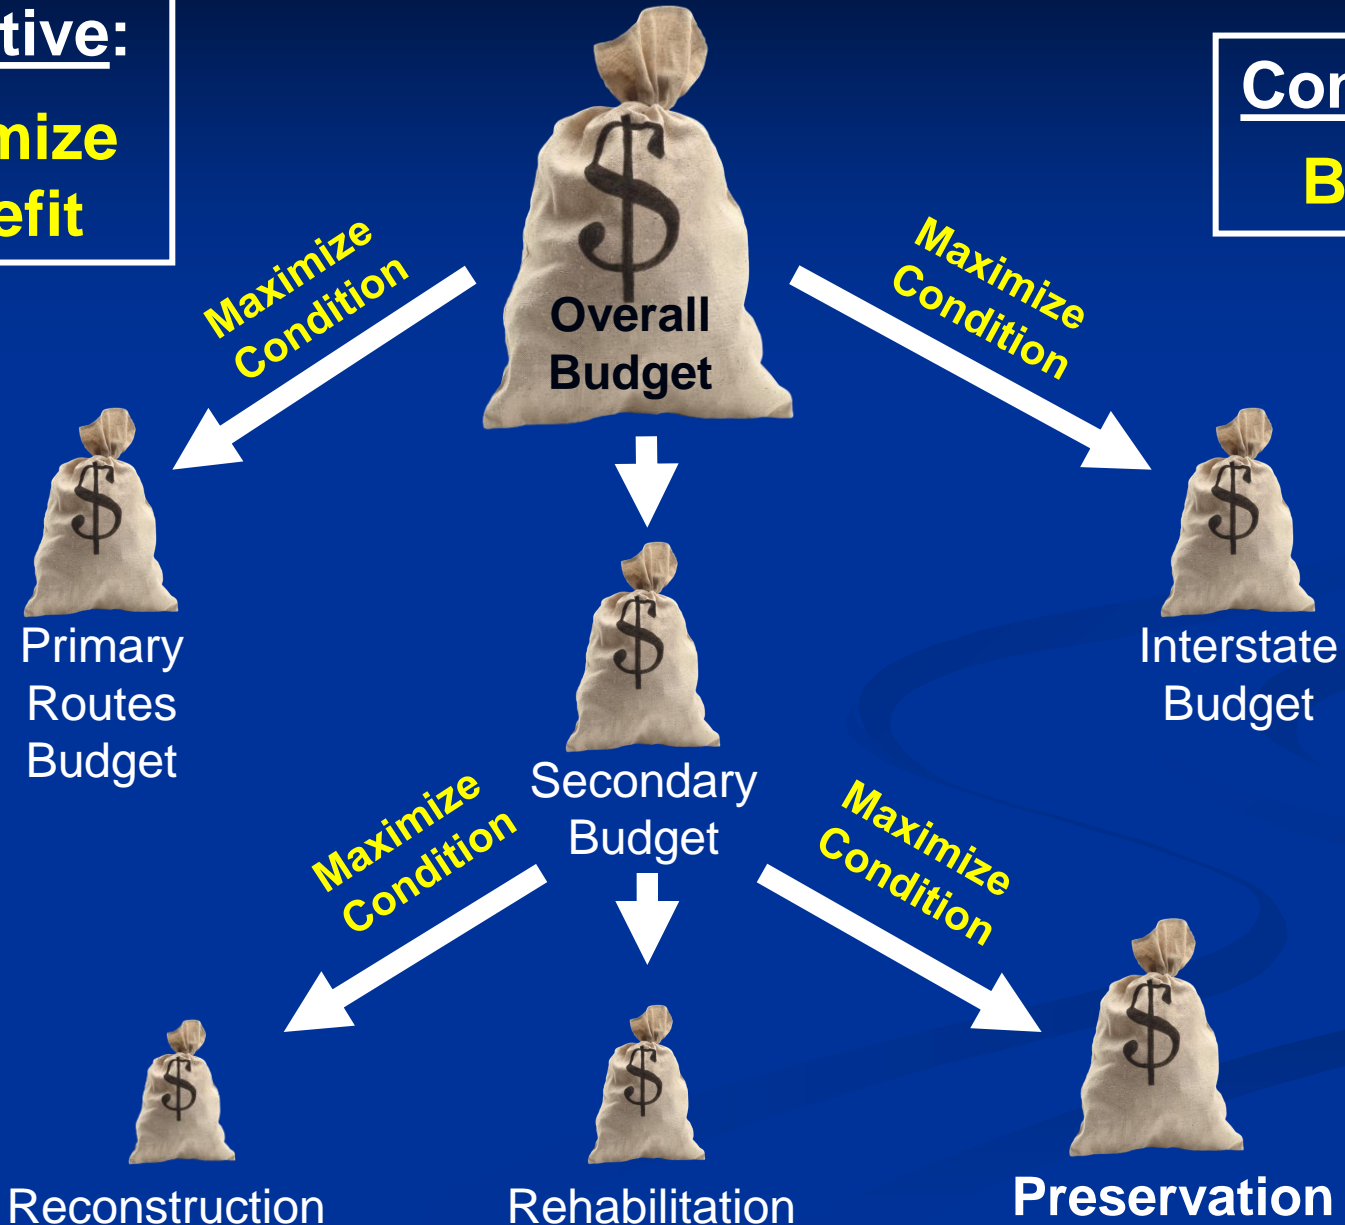 tive:
mize
efit
Con
B
Maximize
Condition
$
Overall
Budget
Maximize
Condition
$
Primary
Routes
Budget
$
Secondary
Budget
$
Interstate
Budget
Maximize
Condition
Maximize
Condition
$
Reconstruction
$
Rehabilitation
$
Preservation